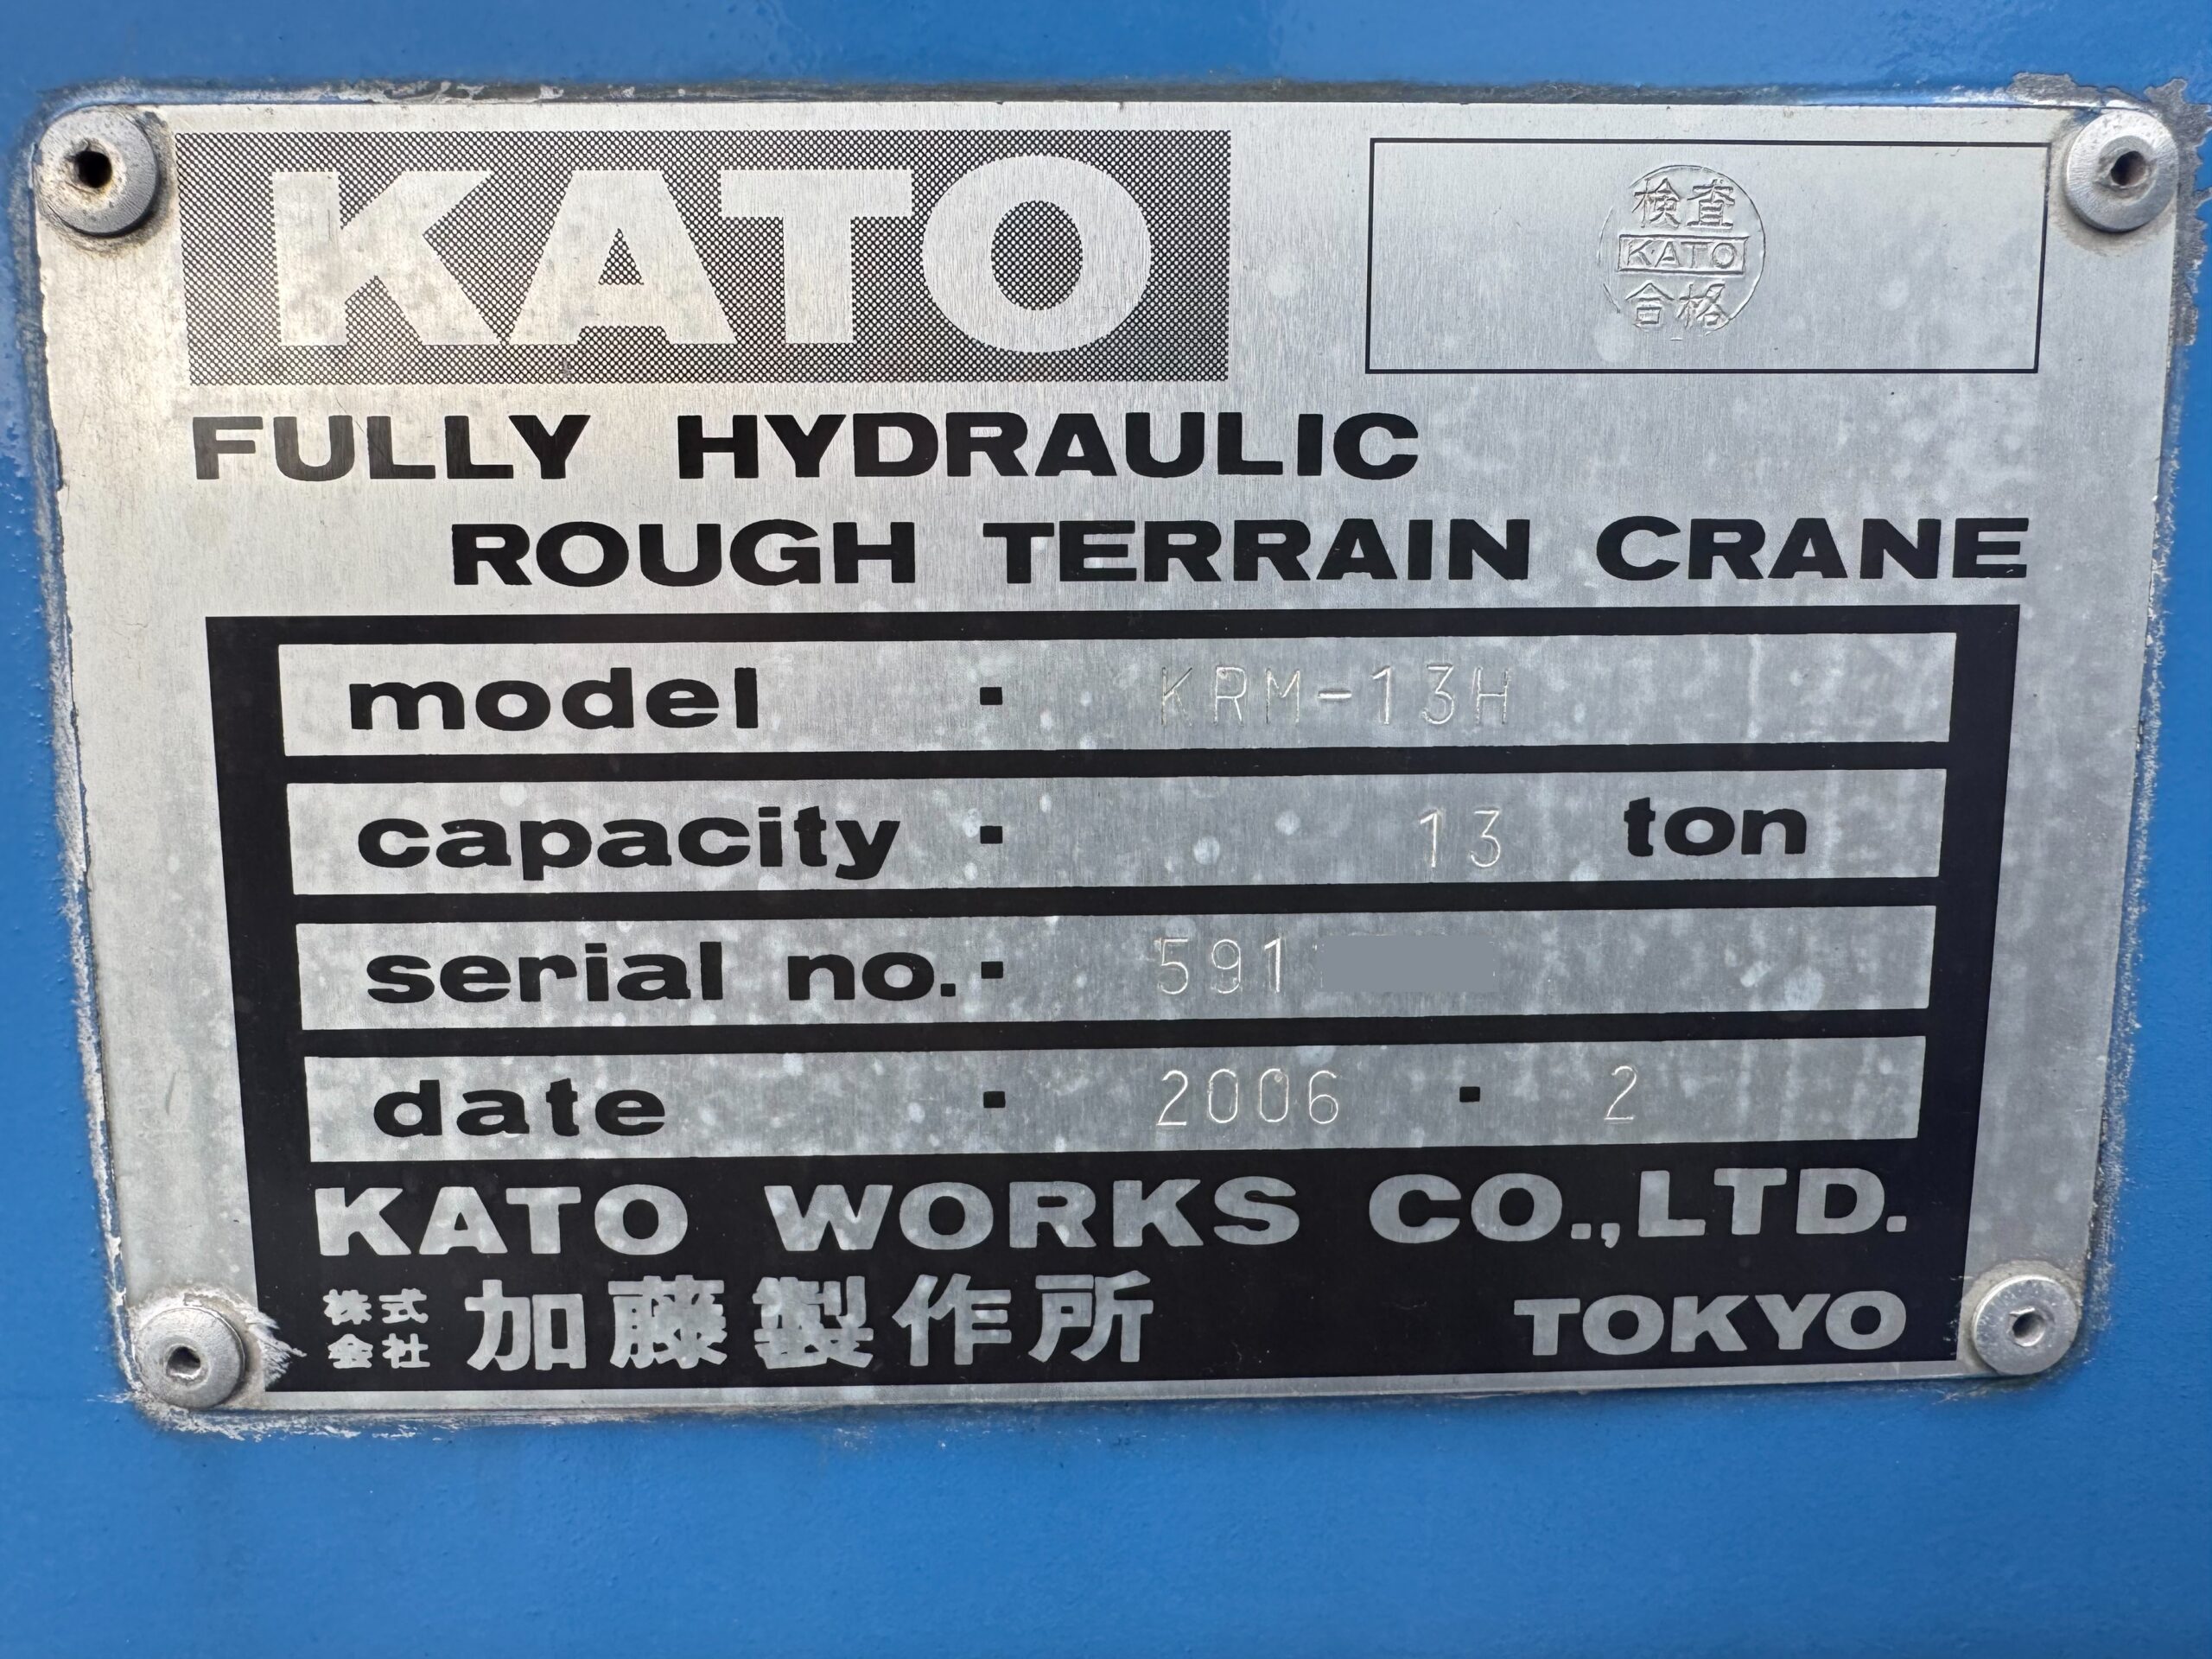 KATO
検査
KATO
合格
FULLY HYDRAULIC
ROUGH TERRAIN CRANE
model · KRM-13H
capacity · 13 ton
serial no. · 591
date · 2006 · 2
KATO WORKS CO.,LTD.
株式会社 加藤製作所 TOKYO